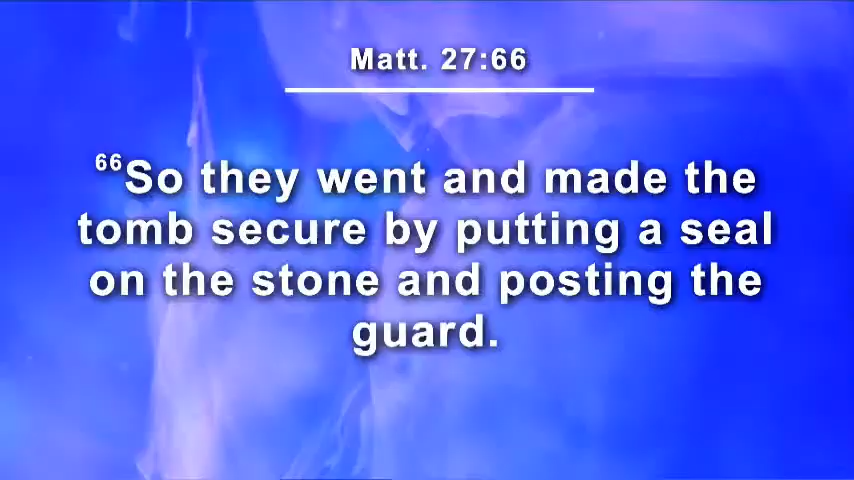 Matt. 27:66
66So they went and made the
tomb secure by putting a seal
on the stone and posting the
guard.